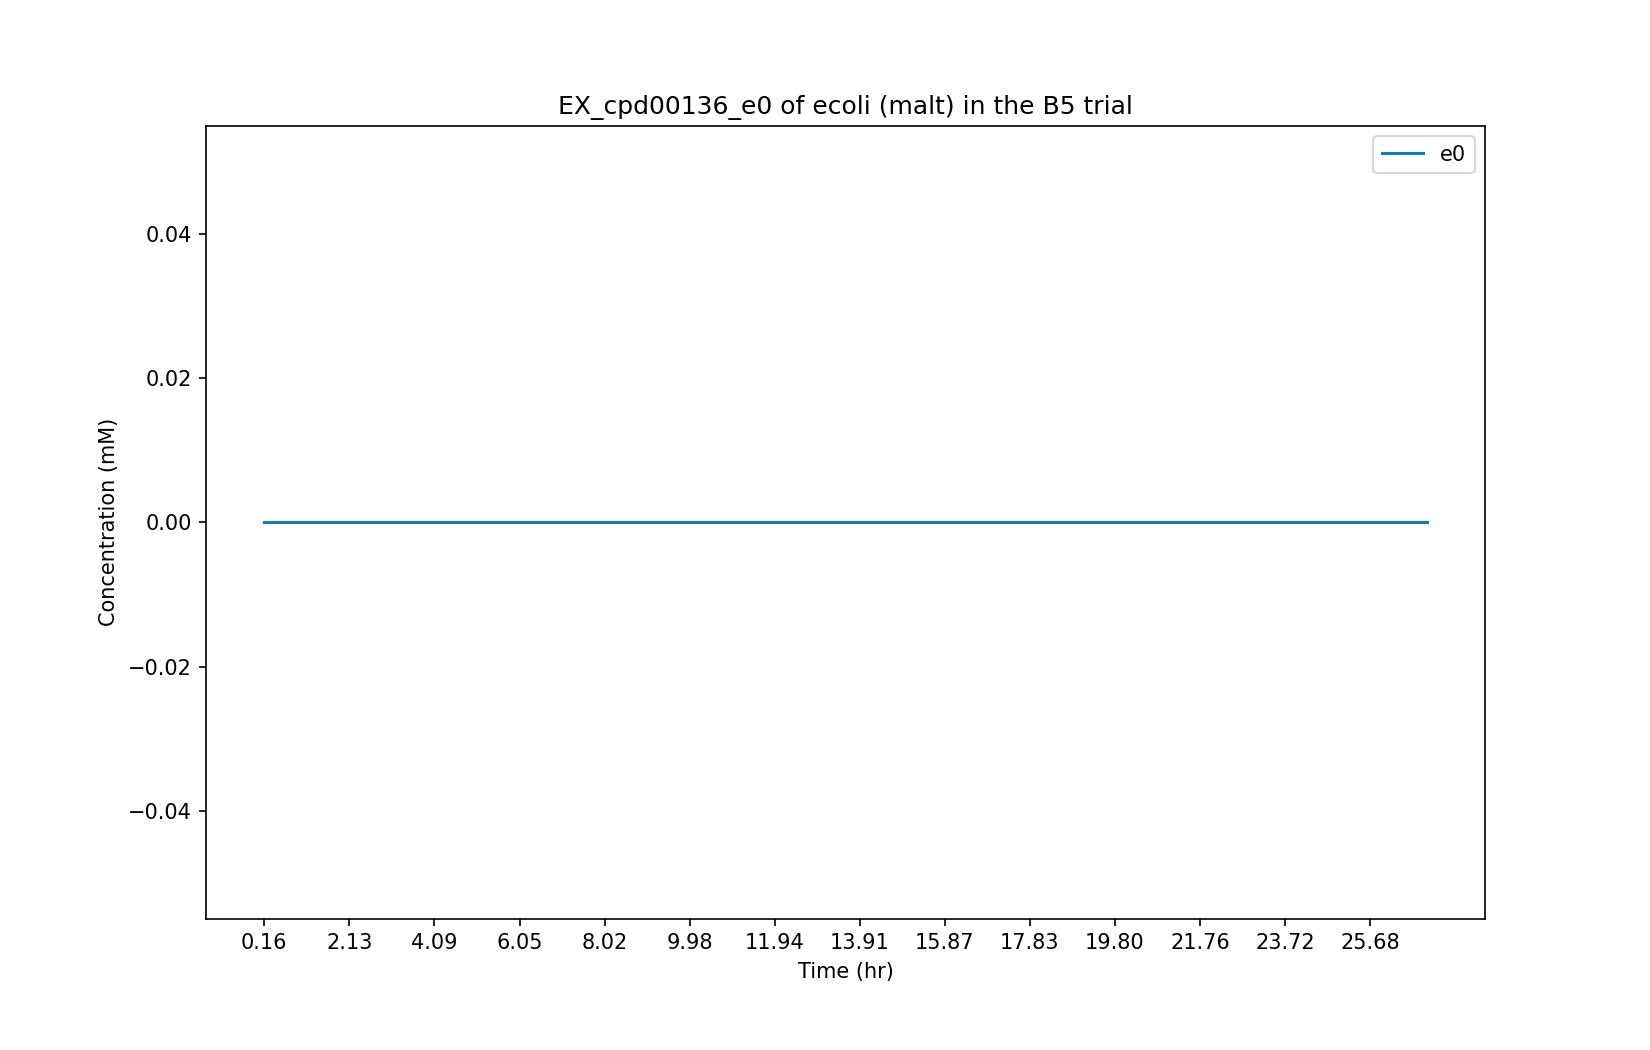 EX_cpd00136_e0 of ecoli (malt) in the B5 trial
e0
0.04
0.02
0.00
−0.02
−0.04
Concentration (mM)
0.16 2.13 4.09 6.05 8.02 9.98 11.94 13.91 15.87 17.83 19.80 21.76 23.72 25.68
Time (hr)